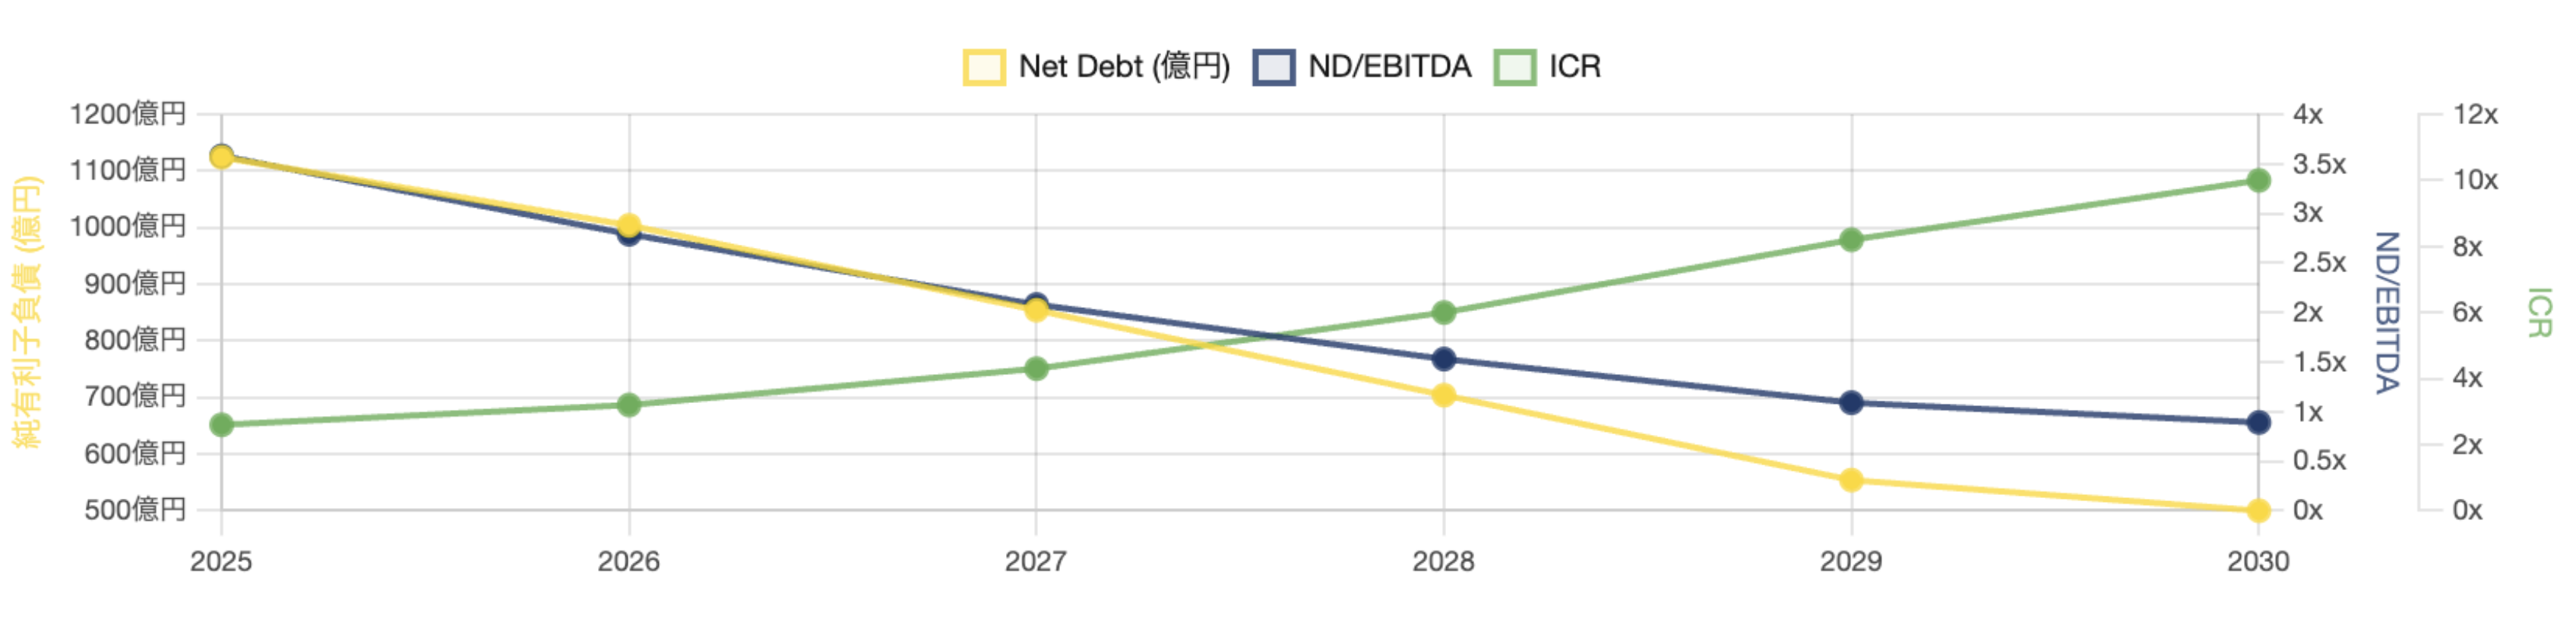 Net Debt (億円) ND/EBITDA ICR
純有利子負債 (億円)
1200億円
1100億円
1000億円
900億円
800億円
700億円
600億円
500億円
4x
3.5x
3x
2.5x
2x
1.5x
1x
0.5x
0x
ND/EBITDA
12x
10x
8x
6x
4x
2x
0x
ICR
2025 2026 2027 2028 2029 2030